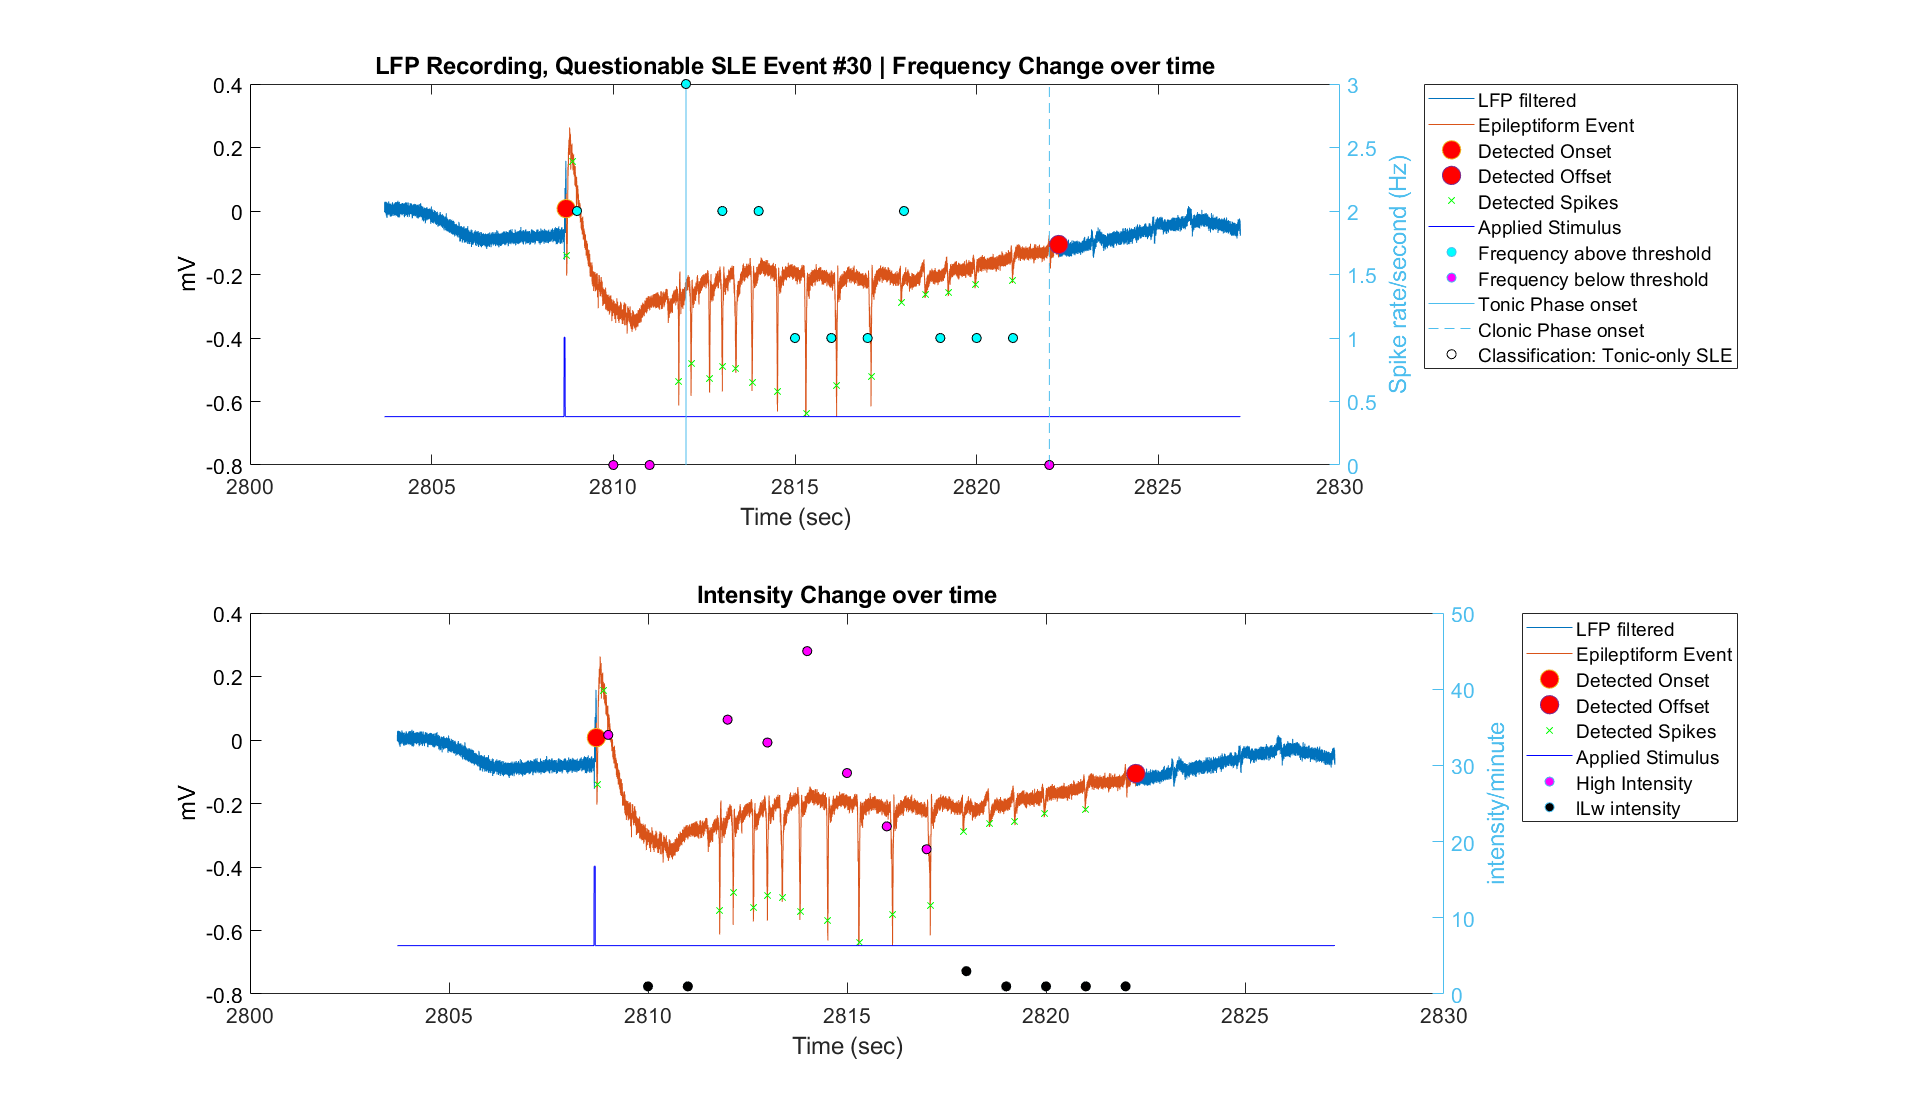 LFP Recording, Questionable SLE Event #30 | Frequency Change over time
0.4
0.2
0
-0.2
-0.4
-0.6
-0.8
mV
2800
2805
2810
2815
2820
2825
2830
Time (sec)
3
2.5
2
1.5
1
0.5
0
Spike rate/second (Hz)
LFP filtered
Epileptiform Event
Detected Onset
Detected Offset
Detected Spikes
Applied Stimulus
Frequency above threshold
Frequency below threshold
Tonic Phase onset
Clonic Phase onset
Classification: Tonic-only SLE
Intensity Change over time
0.4
0.2
0
-0.2
-0.4
-0.6
-0.8
mV
2800
2805
2810
2815
2820
2825
2830
Time (sec)
50
40
30
20
10
0
intensity/minute
LFP filtered
Epileptiform Event
Detected Onset
Detected Offset
Detected Spikes
Applied Stimulus
High Intensity
lLw intensity